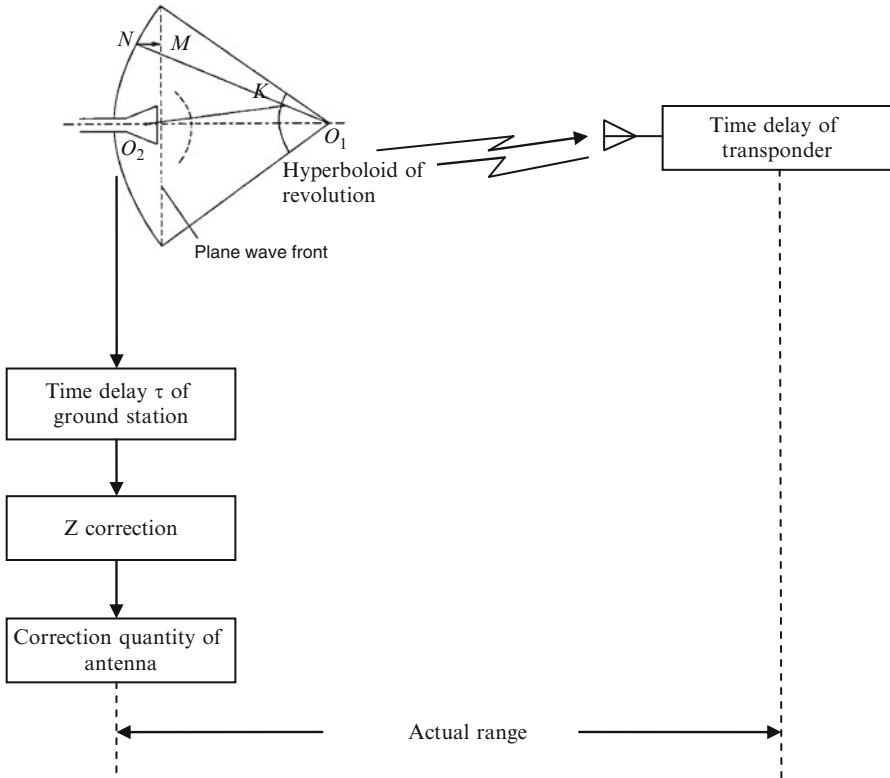 N
M
K
O₂
O₁
Hyperboloid of
revolution
Plane wave front
Time delay of
transponder
Time delay τ of
ground station
Z correction
Correction quantity of
antenna
Actual range